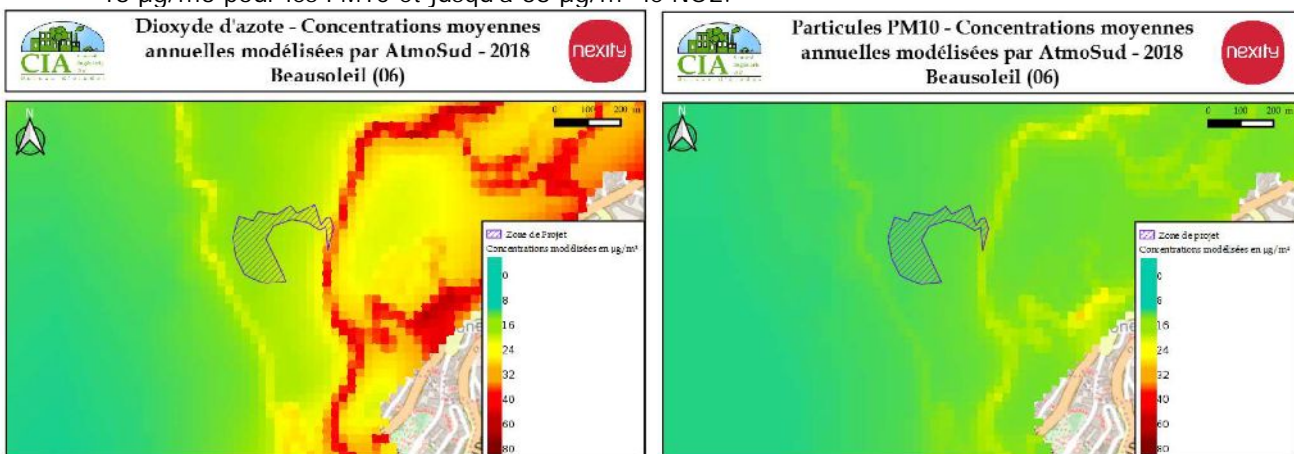 CIA
Dioxyde d'azote - Concentrations moyennes
annuelles modélisées par AtmoSud - 2018
Beausoleil (06)
nexity
N
0 100 200 m
Zone de Projet
Concentrations modélisées en µg/m³
0
8
16
24
32
40
60
80
CIA
Particules PM10 - Concentrations moyennes
annuelles modélisées par AtmoSud - 2018
Beausoleil (06)
nexity
N
0 100 200 m
Zone de projet
Concentrations modélisées en µg/m³
0
8
16
24
32
40
60
80